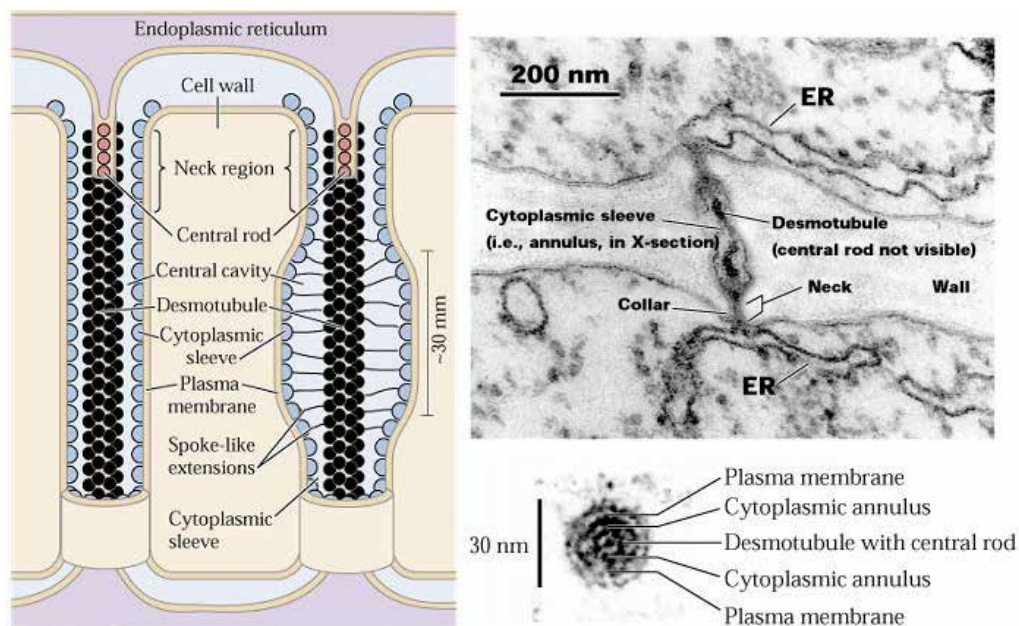 Endoplasmic reticulum
Cell wall
Neck region
Central rod
Central cavity
Desmotubule
Cytoplasmic
sleeve
Plasma
membrane
Spoke-like
extensions
Cytoplasmic
sleeve
~30 mm
200 nm
ER
Cytoplasmic sleeve
(i.e., annulus, in X-section)
Desmotubule
(central rod not visible)
Neck
Wall
Collar
ER
30 nm
Plasma membrane
Cytoplasmic annulus
Desmotubule with central rod
Cytoplasmic annulus
Plasma membrane